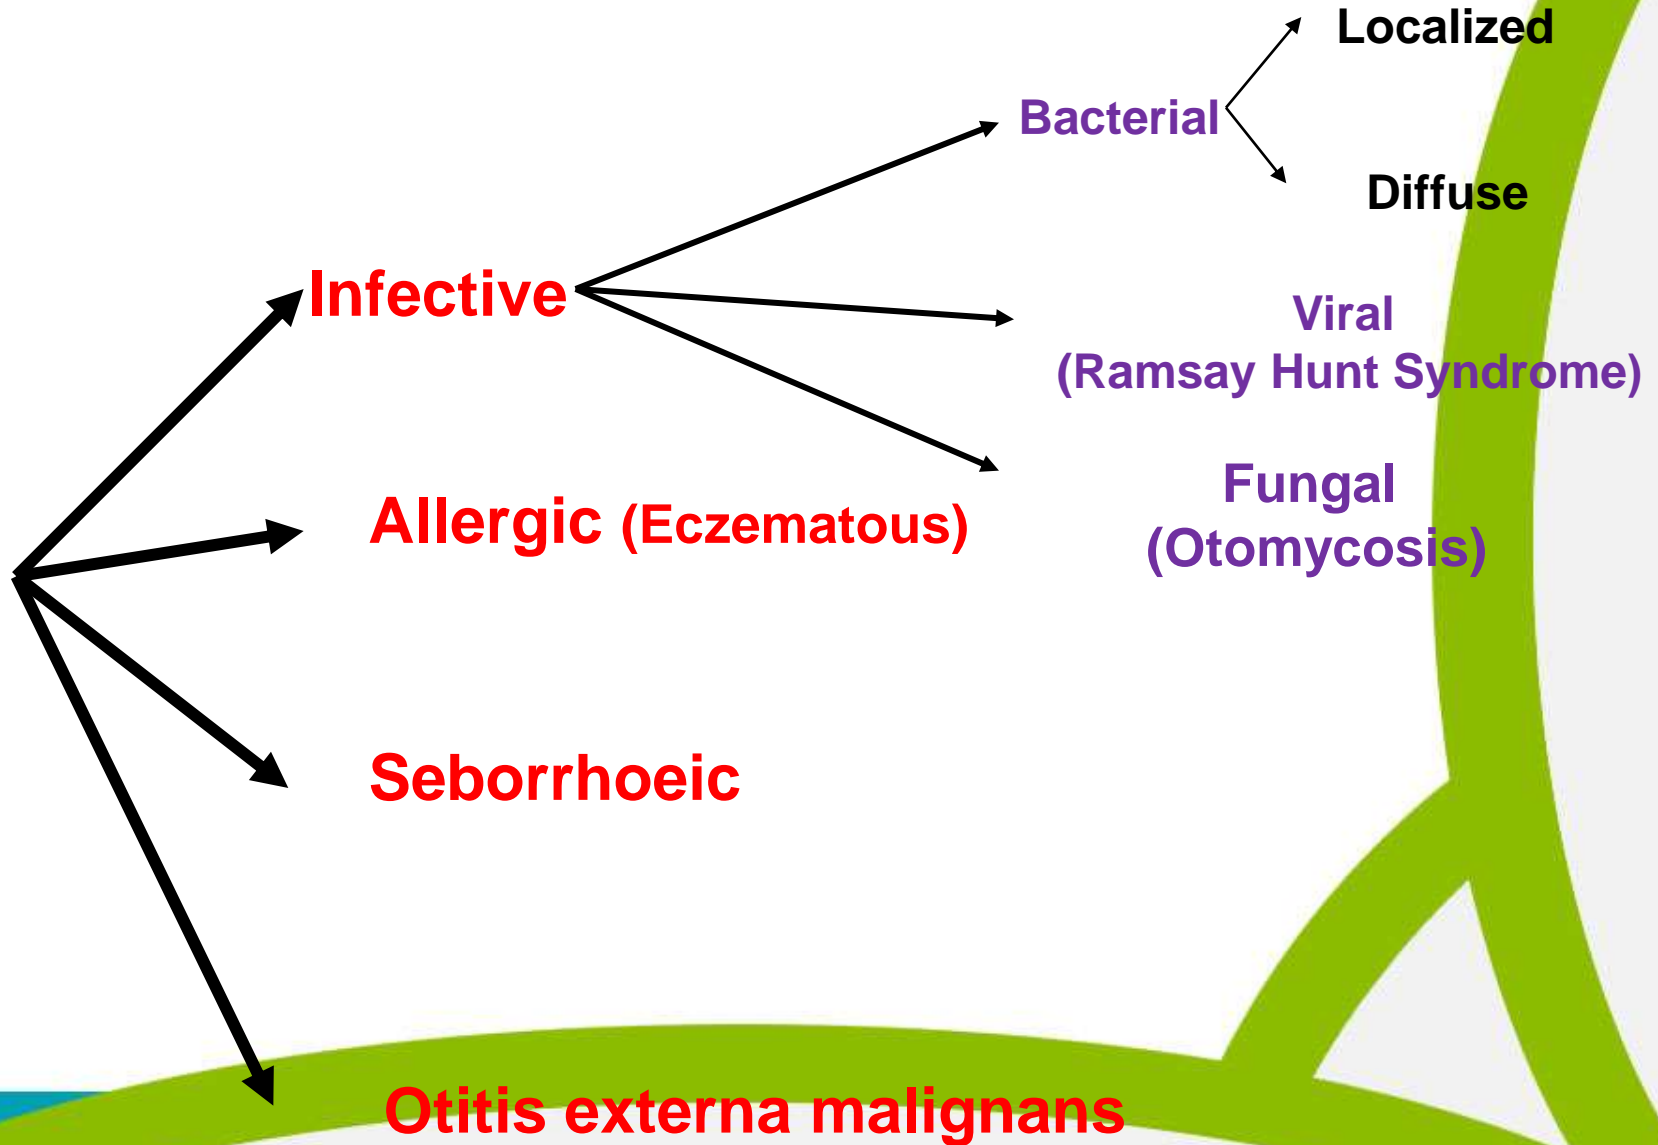 Localized
Bacterial
Diffuse
Infective
Viral
(Ramsay Hunt Syndrome)
Allergic (Eczematous)
Fungal
(Otomycosis)
Seborrhoeic
Otitis externa malignans